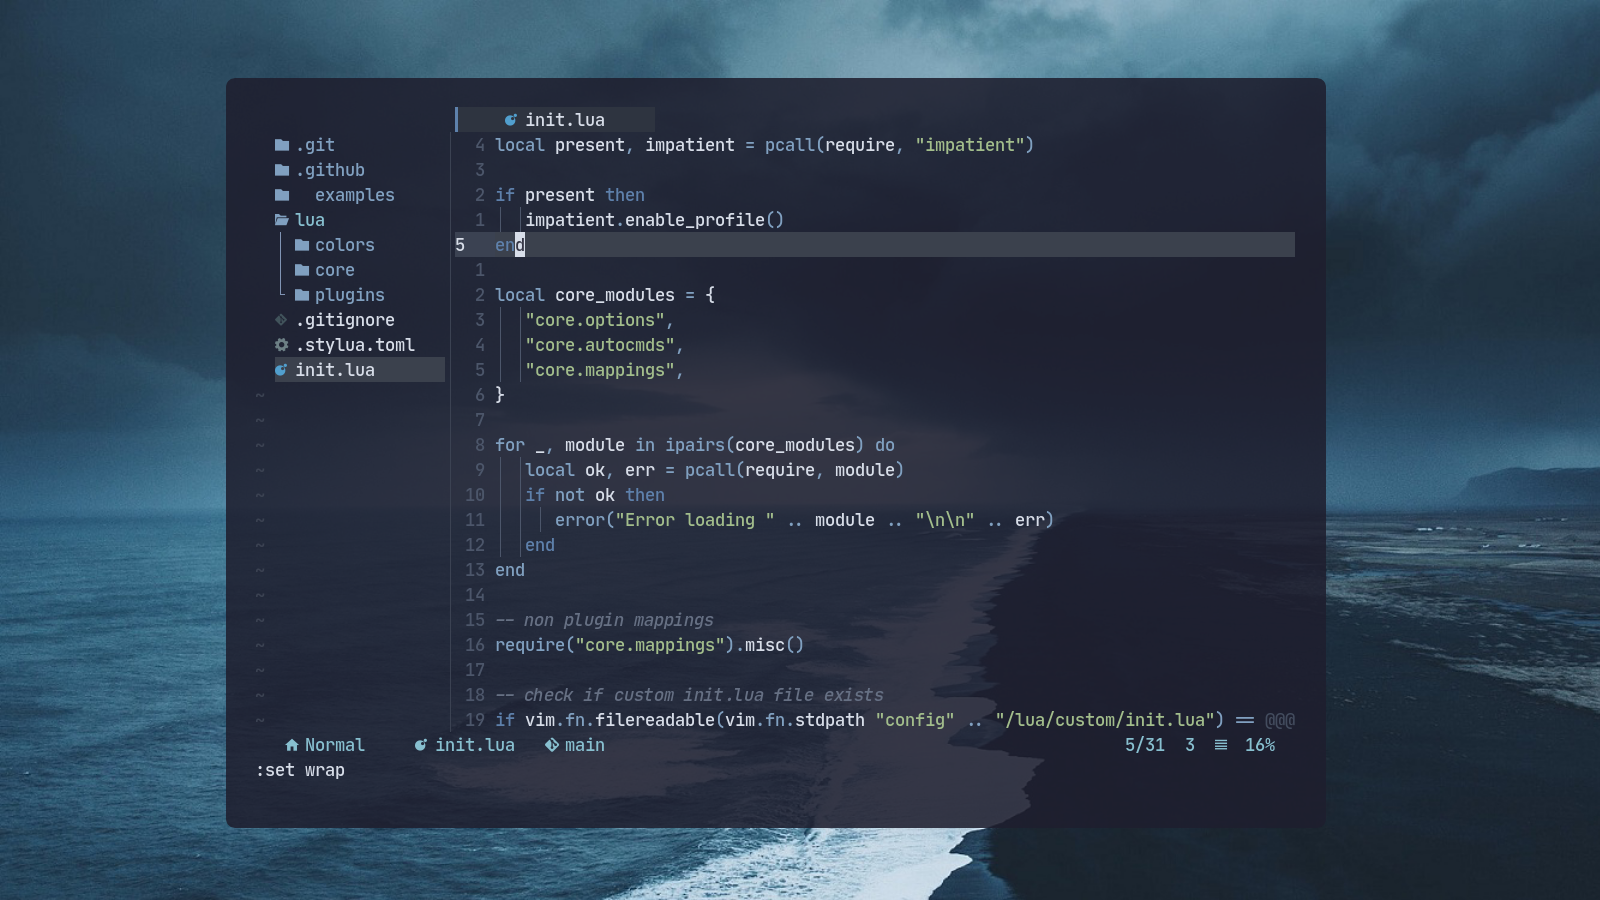 init.lua
.git
.github
examples
lua
colors
core
plugins
.gitignore
.stylua.toml
init.lua
~
~
~
~
~
~
~
~
~
~
~
~
~
~
4 local present, impatient = pcall(require, "impatient")
3
2 if present then
1 impatient.enable_profile()
5 end
1
2 local core_modules = {
3 "core.options",
4 "core.autocmds",
5 "core.mappings",
6 }
7
8 for _, module in ipairs(core_modules) do
9 local ok, err = pcall(require, module)
10 if not ok then
11 error("Error loading " .. module .. "\n\n" .. err)
12 end
13 end
14
15 -- non plugin mappings
16 require("core.mappings").misc()
17
18 -- check if custom init.lua file exists
19 if vim.fn.filereadable(vim.fn.stdpath "config" .. "/lua/custom/init.lua") == @@@
Normal init.lua main 5/31 3 16%
:set wrap